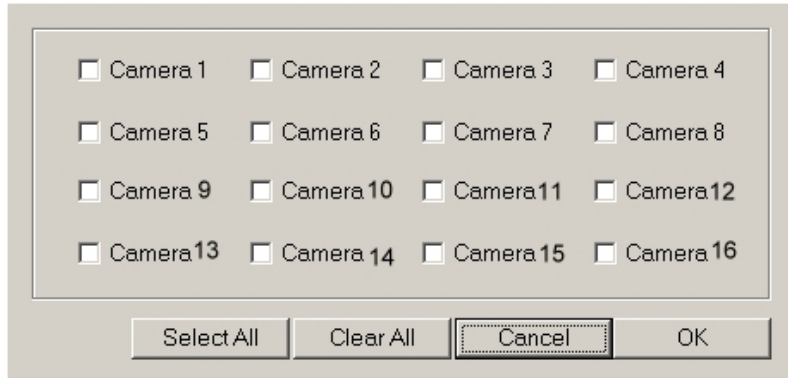 Camera 1 Camera 2 Camera 3 Camera 4
Camera 5 Camera 6 Camera 7 Camera 8
Camera 9 Camera 10 Camera 11 Camera 12
Camera 13 Camera 14 Camera 15 Camera 16
Select All Clear All Cancel OK